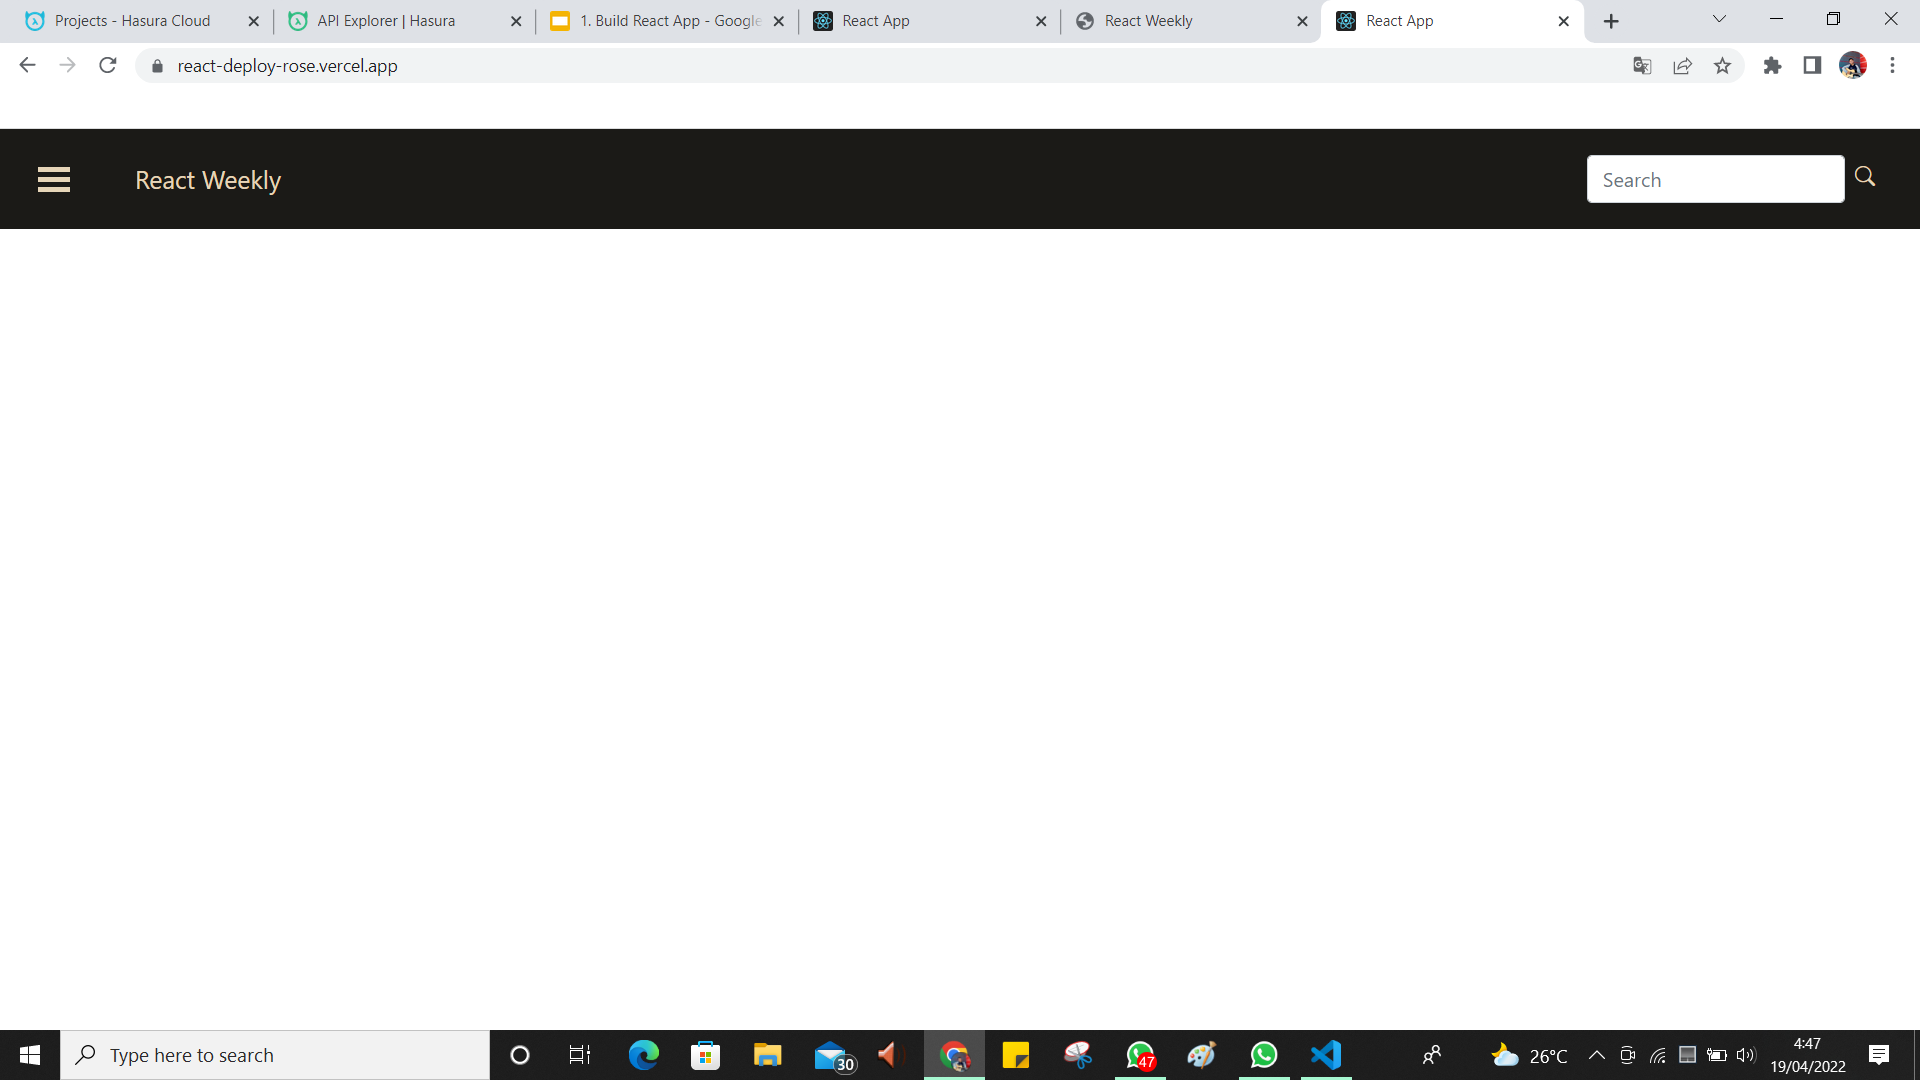 Projects - Hasura Cloud
API Explorer | Hasura
1. Build React App - Google
React App
React Weekly
React App
react-deploy-rose.vercel.app
React Weekly
Search
Type here to search
30
47
26°C
4:47
19/04/2022